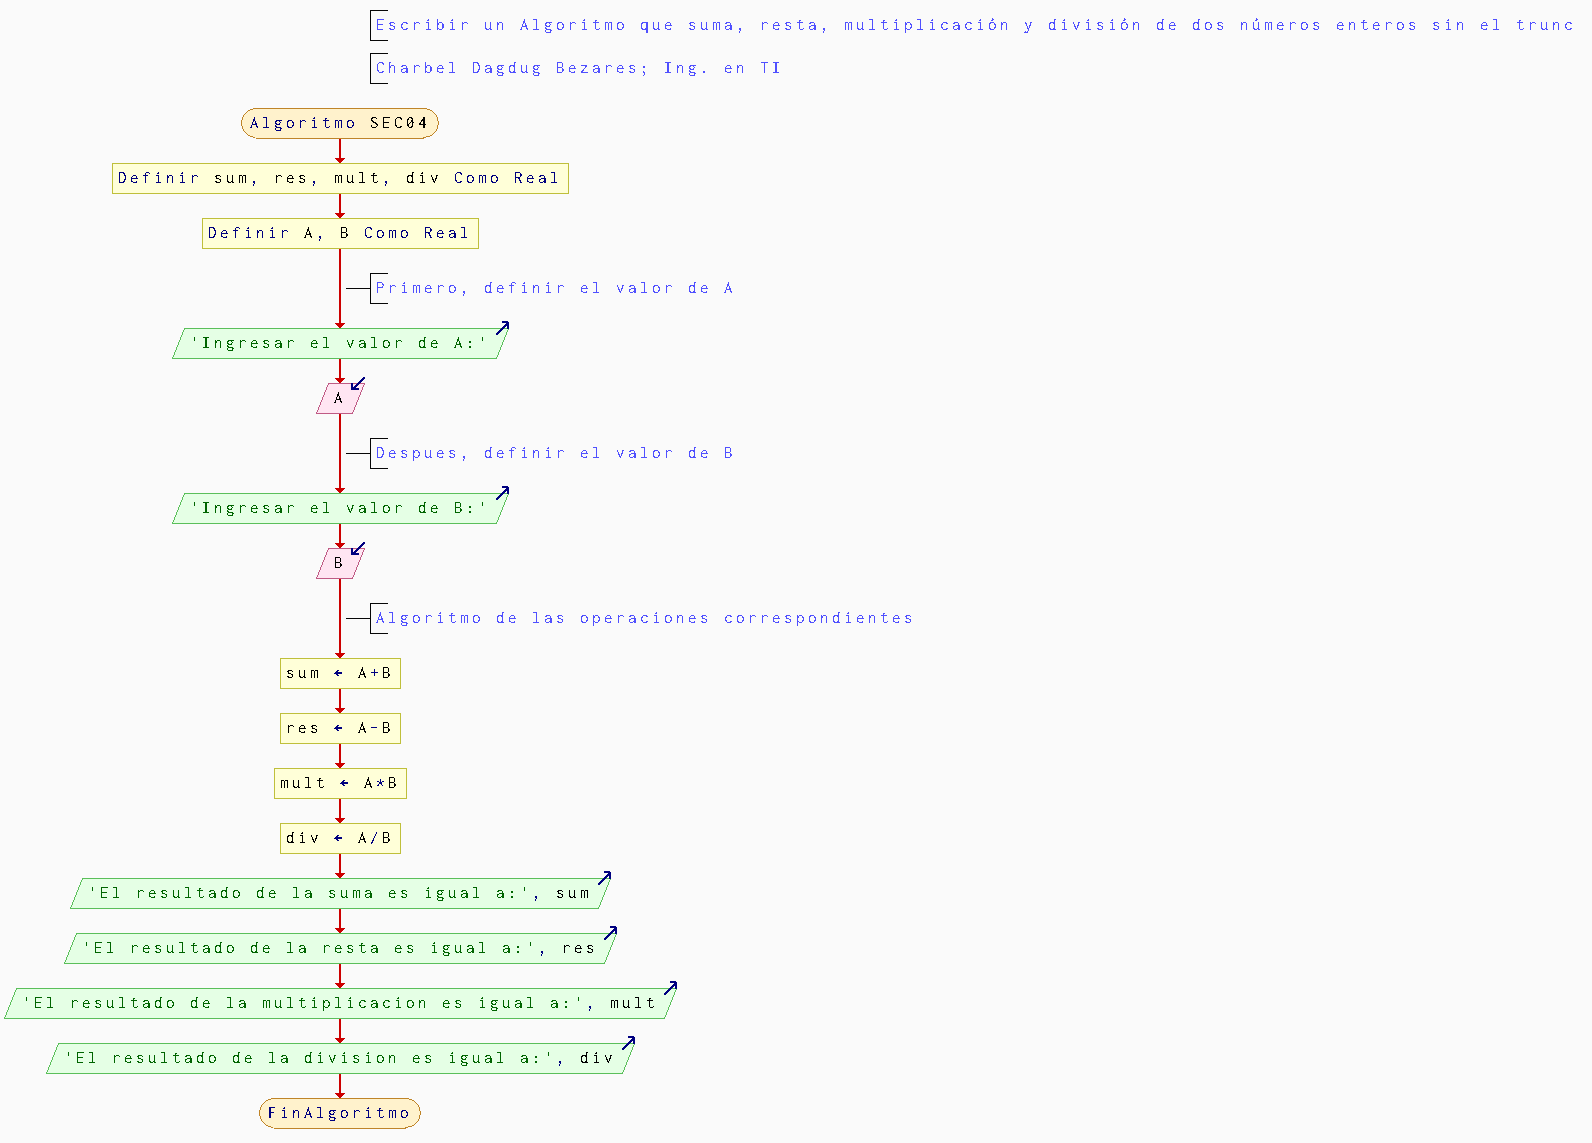 Escribir un Algoritmo que suma, resta, multiplicación y división de dos números enteros sin el trunc
Charbel Dagdug Bezares; Ing. en TI
Algoritmo SEC04
Definir sum, res, mult, div Como Real
Definir A, B Como Real
Primero, definir el valor de A
'Ingresar el valor de A:'
A
Despues, definir el valor de B
'Ingresar el valor de B:'
B
Algoritmo de las operaciones correspondientes
sum ← A+B
res ← A-B
mult ← A*B
div ← A/B
'El resultado de la suma es igual a:', sum
'El resultado de la resta es igual a:', res
'El resultado de la multiplicacion es igual a:', mult
'El resultado de la division es igual a:', div
FinAlgoritmo